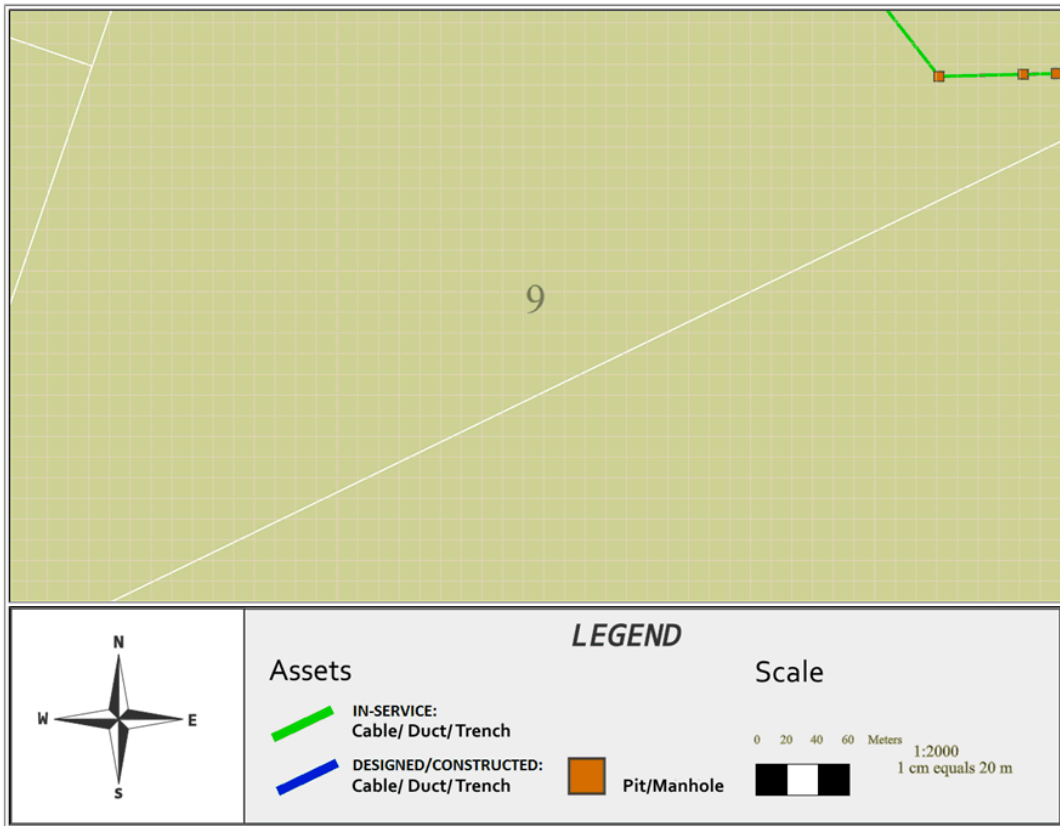 9
LEGEND
N
W E
S
Assets
IN-SERVICE:
Cable/ Duct/ Trench
DESIGNED/CONSTRUCTED:
Cable/ Duct/ Trench
Pit/Manhole
Scale
0 20 40 60 Meters
1:2000
1 cm equals 20 m